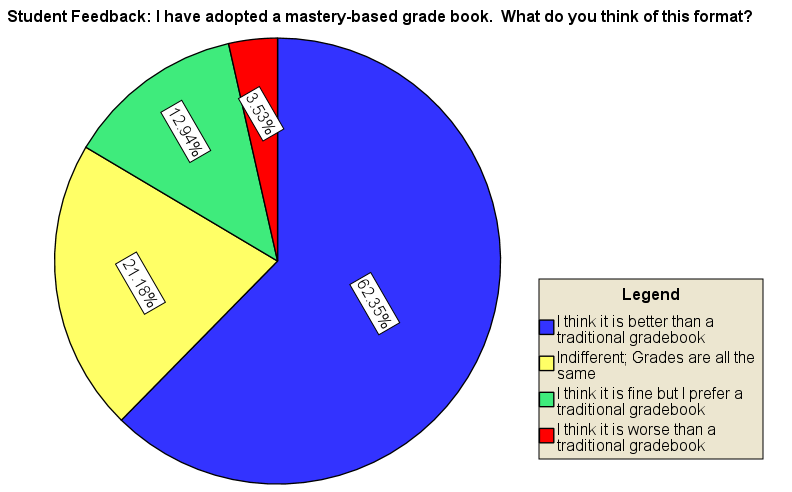 Student Feedback: I have adopted a mastery-based grade book.  What do you think of this format?
3.53%
12.94%
21.18%
62.35%
Legend
I think it is better than a
traditional gradebook
Indifferent; Grades are all the
same
I think it is fine but I prefer a
traditional gradebook
I think it is worse than a
traditional gradebook